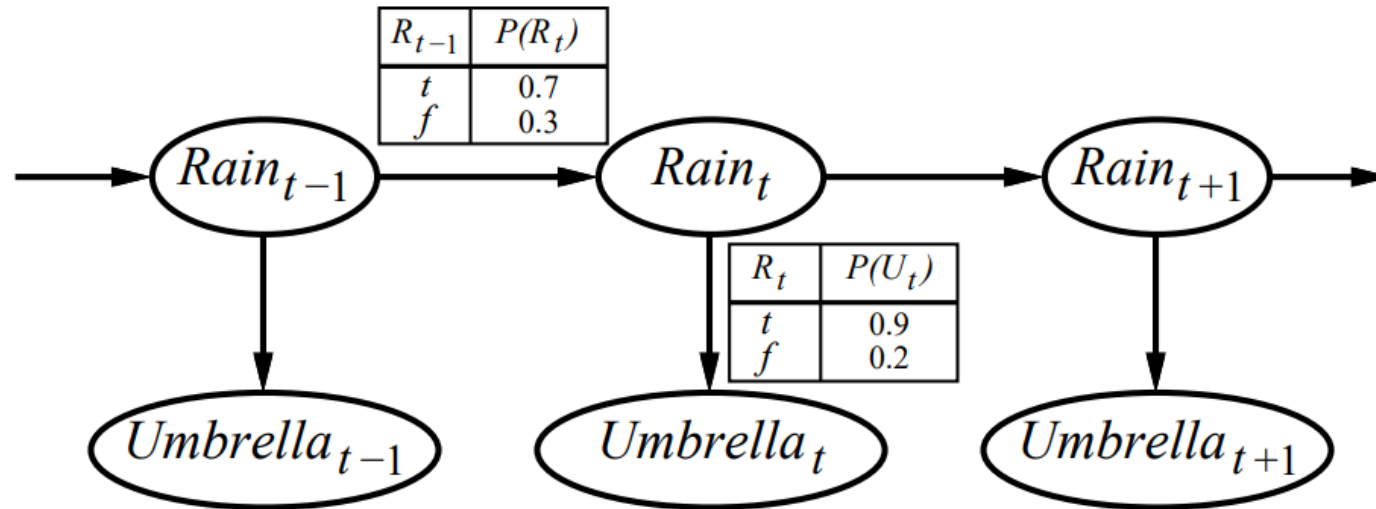 R_{t-1} P(R_t)
t 0.7
f 0.3
Rain_{t-1} Rain_t Rain_{t+1}
R_t P(U_t)
t 0.9
f 0.2
Umbrella_{t-1} Umbrella_t Umbrella_{t+1}